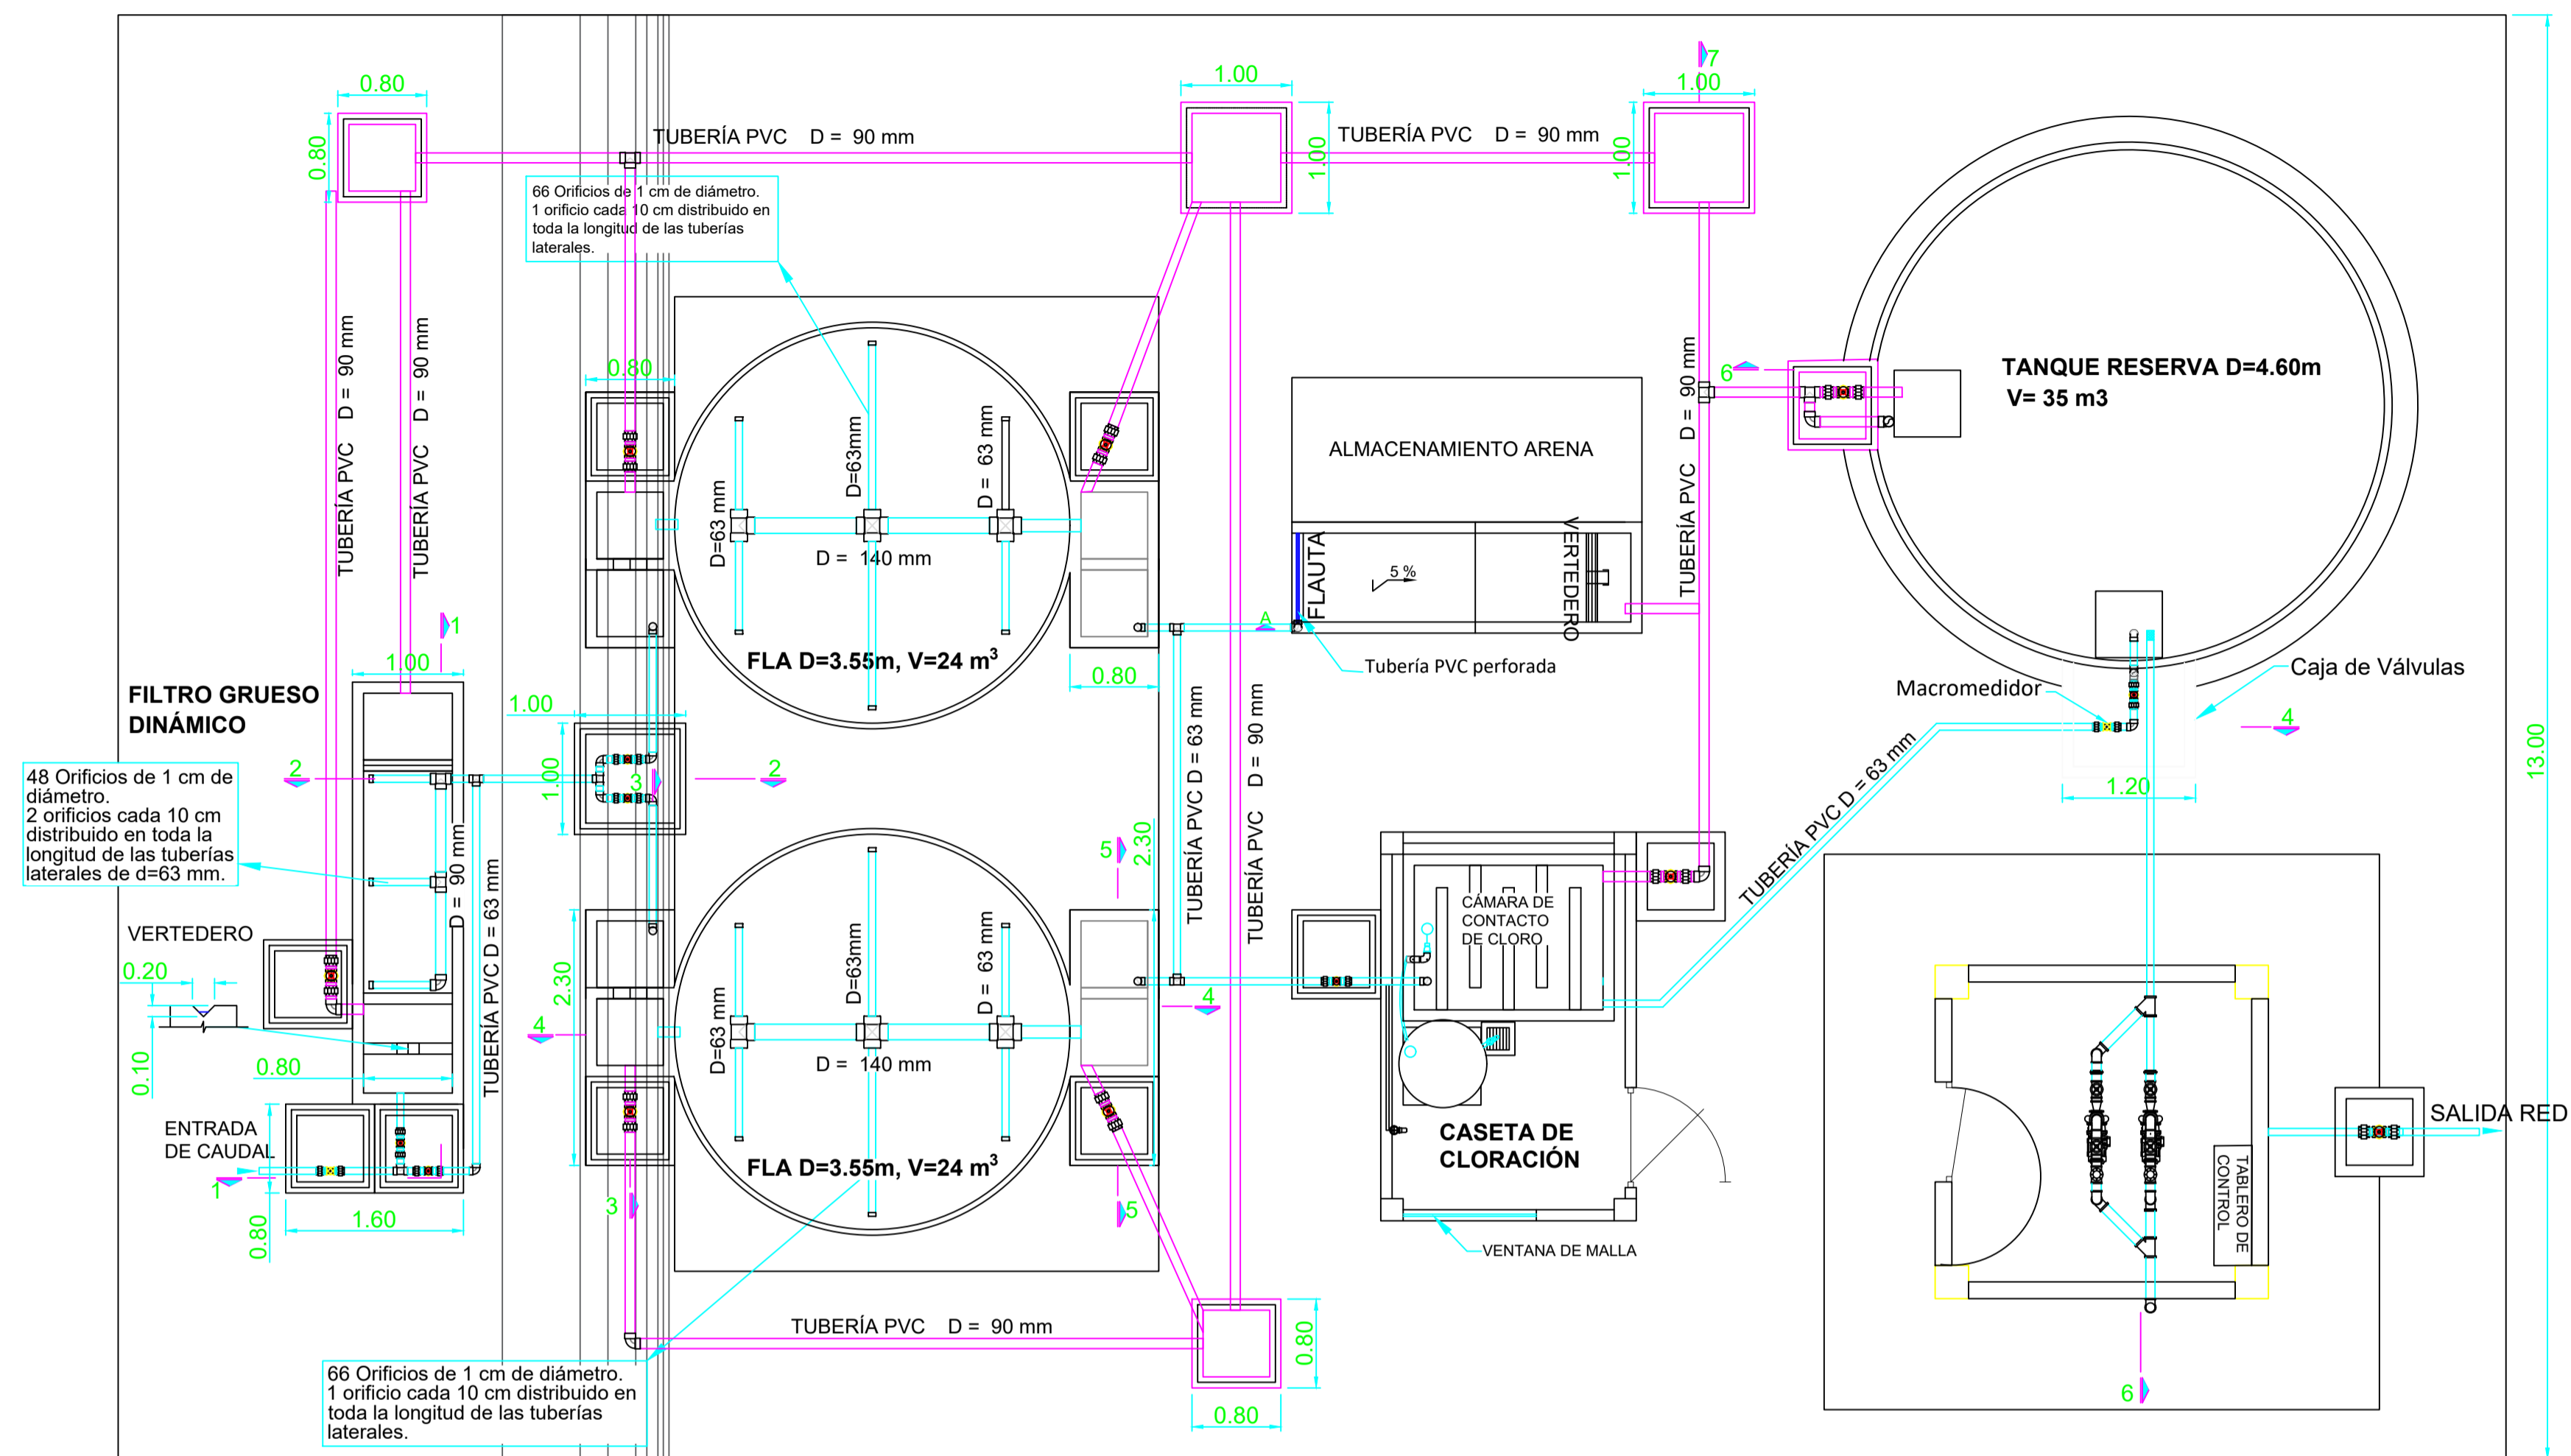 0.80
0.80
TUBERÍA PVC    D =  90 mm
1.00
1.00
TUBERÍA PVC    D =  90 mm
7
1.00
1.00
66 Orificios de 1 cm de diámetro.
1 orificio cada 10 cm distribuido en
toda la longitud de las tuberías
laterales.
TUBERÍA PVC    D =  90 mm
TUBERÍA PVC    D =  90 mm
0.80
D=63 mm
D=63mm
D =  63 mm
D =  140 mm
FLA D=3.55m, V=24 m³
0.80
ALMACENAMIENTO ARENA
FLAUTA
5 %
VERTEDERO
A
Tubería PVC perforada
TUBERÍA PVC    D =  90 mm
6
TANQUE RESERVA D=4.60m
V= 35 m3
Macromedidor
Caja de Válvulas
4
1.20
13.00
1
1.00
FILTRO GRUESO
DINÁMICO
2
48 Orificios de 1 cm de
diámetro.
2 orificios cada 10 cm
distribuido en toda la
longitud de las tuberías
laterales de d=63 mm.
D =  90 mm
TUBERÍA PVC D = 63 mm
1.00
1.00
3
2
VERTEDERO
0.20
0.10
0.80
ENTRADA
DE CAUDAL
1
0.80
1.60
2.30
4
3
D=63 mm
D=63mm
D =  63 mm
D =  140 mm
FLA D=3.55m, V=24 m³
5
2.30
4
5
TUBERÍA PVC D = 63 mm
TUBERÍA PVC    D =  90 mm
CÁMARA DE
CONTACTO
DE CLORO
CASETA DE
CLORACIÓN
VENTANA DE MALLA
TUBERÍA PVC D = 63 mm
TABLERO DE
CONTROL
SALIDA RED
6
TUBERÍA PVC    D =  90 mm
0.80
0.80
66 Orificios de 1 cm de diámetro.
1 orificio cada 10 cm distribuido en
toda la longitud de las tuberías
laterales.